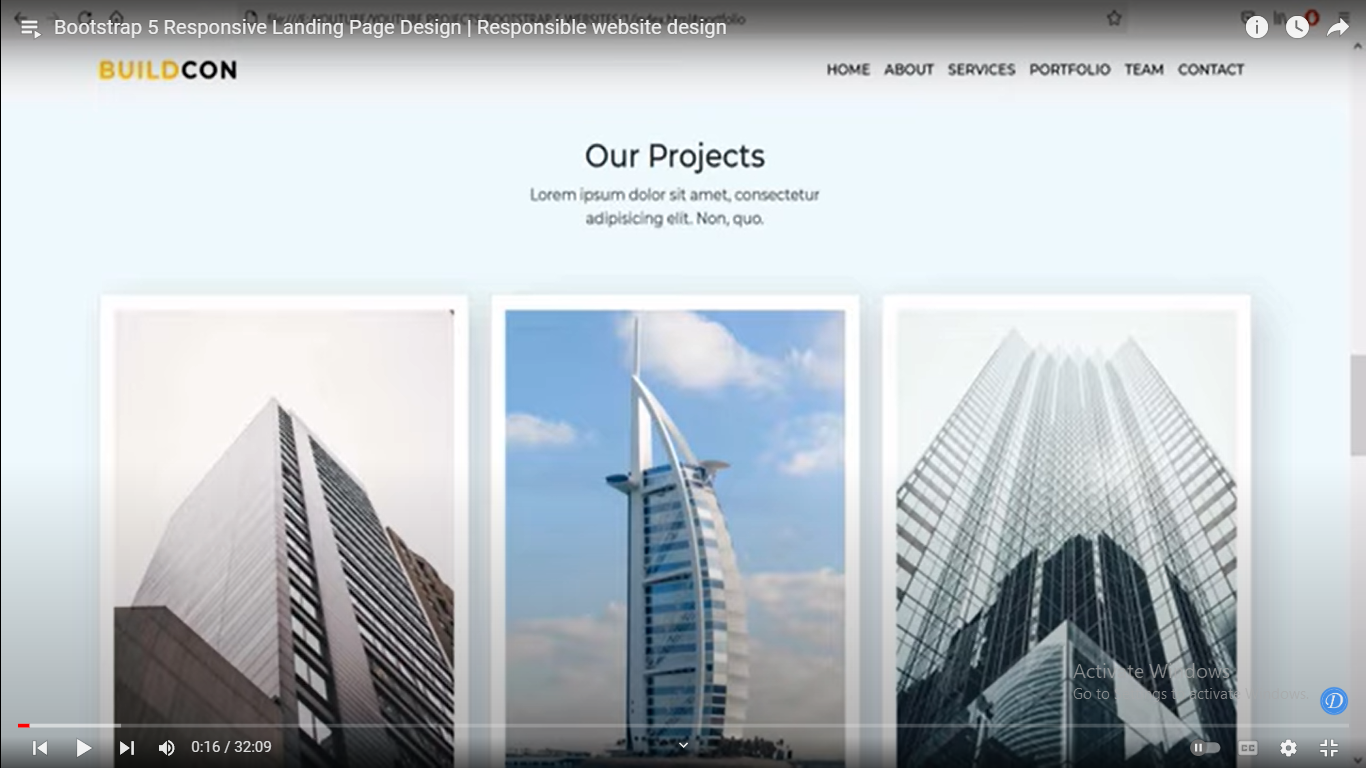 Bootstrap 5 Responsive Landing Page Design | Responsible website design
BUILDCON
HOME ABOUT SERVICES PORTFOLIO TEAM CONTACT
Our Projects
Lorem ipsum dolor sit amet, consectetur
adipisicing elit. Non, quo.
Activate Windows
Go to Settings to activate Windows.
0:16 / 32:09
CC